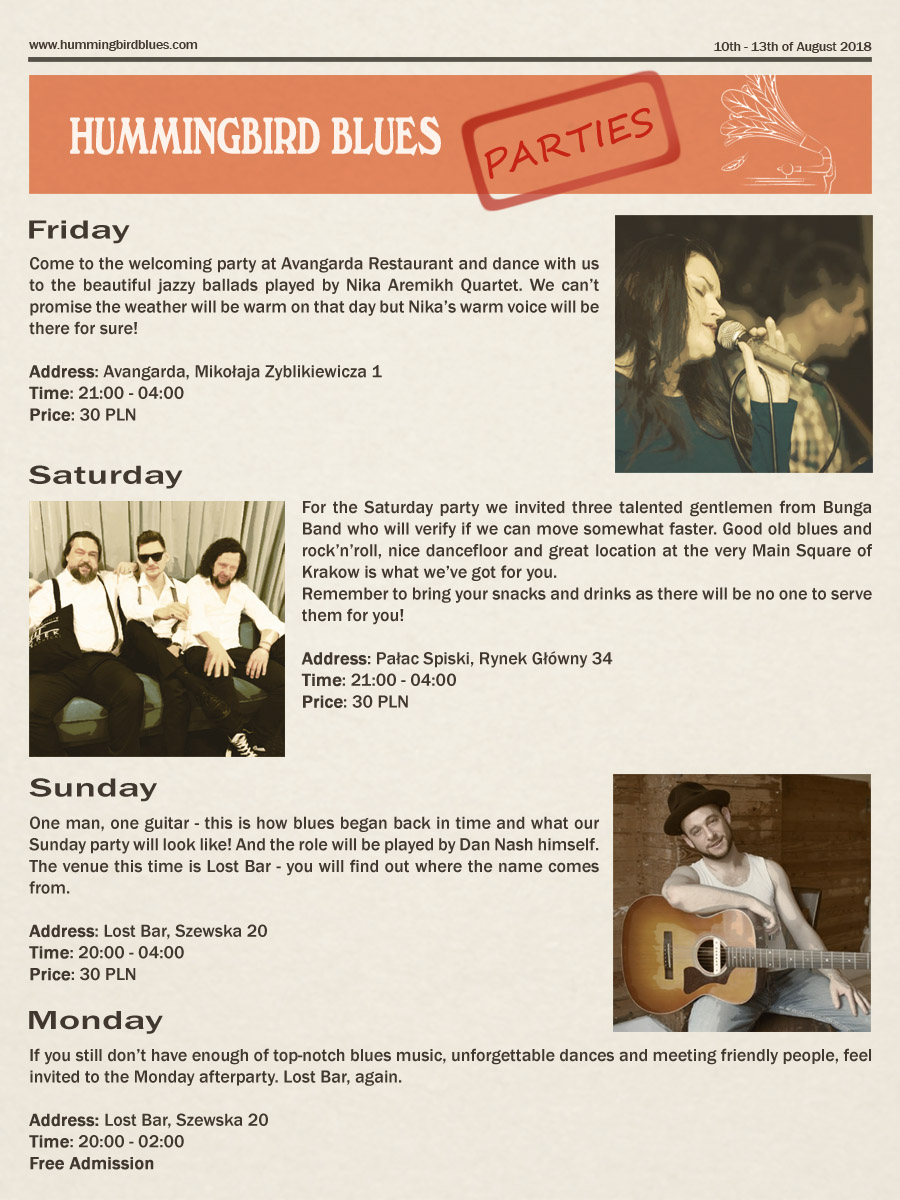 www.hummingbirdblues.com
10th - 13th of August 2018
HUMMINGBIRD BLUES
PARTIES
Friday
Come to the welcoming party at Avangarda Restaurant and dance with us
to the beautiful jazzy ballads played by Nika Aremikh Quartet. We can't
promise the weather will be warm on that day but Nika's warm voice will be
there for sure!
Address: Avangarda, Mikołaja Zyblikiewicza 1
Time: 21:00 - 04:00
Price: 30 PLN
Saturday
For the Saturday party we invited three talented gentlemen from Bunga
Band who will verify if we can move somewhat faster. Good old blues and
rock'n'roll, nice dancefloor and great location at the very Main Square of
Krakow is what we've got for you.
Remember to bring your snacks and drinks as there will be no one to serve
them for you!
Address: Pałac Spiski, Rynek Główny 34
Time: 21:00 - 04:00
Price: 30 PLN
Sunday
One man, one guitar - this is how blues began back in time and what our
Sunday party will look like! And the role will be played by Dan Nash himself.
The venue this time is Lost Bar - you will find out where the name comes
from.
Address: Lost Bar, Szewska 20
Time: 20:00 - 04:00
Price: 30 PLN
Monday
If you still don't have enough of top-notch blues music, unforgettable dances and meeting friendly people, feel
invited to the Monday afterparty. Lost Bar, again.
Address: Lost Bar, Szewska 20
Time: 20:00 - 02:00
Free Admission